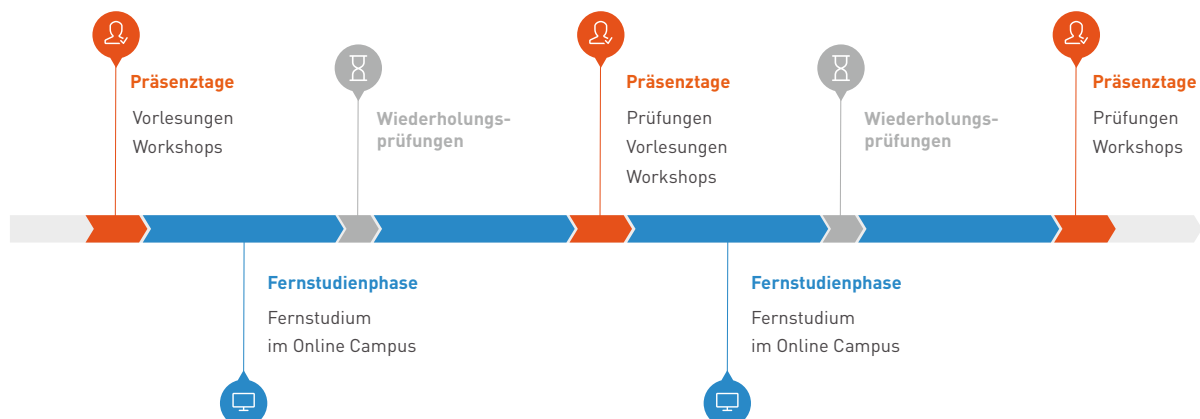 Präsenztage
Vorlesungen
Workshops
Wiederholungs-
prüfungen
Präsenztage
Prüfungen
Vorlesungen
Workshops
Wiederholungs-
prüfungen
Präsenztage
Prüfungen
Workshops
Fernstudienphase
Fernstudium
im Online Campus
Fernstudienphase
Fernstudium
im Online Campus